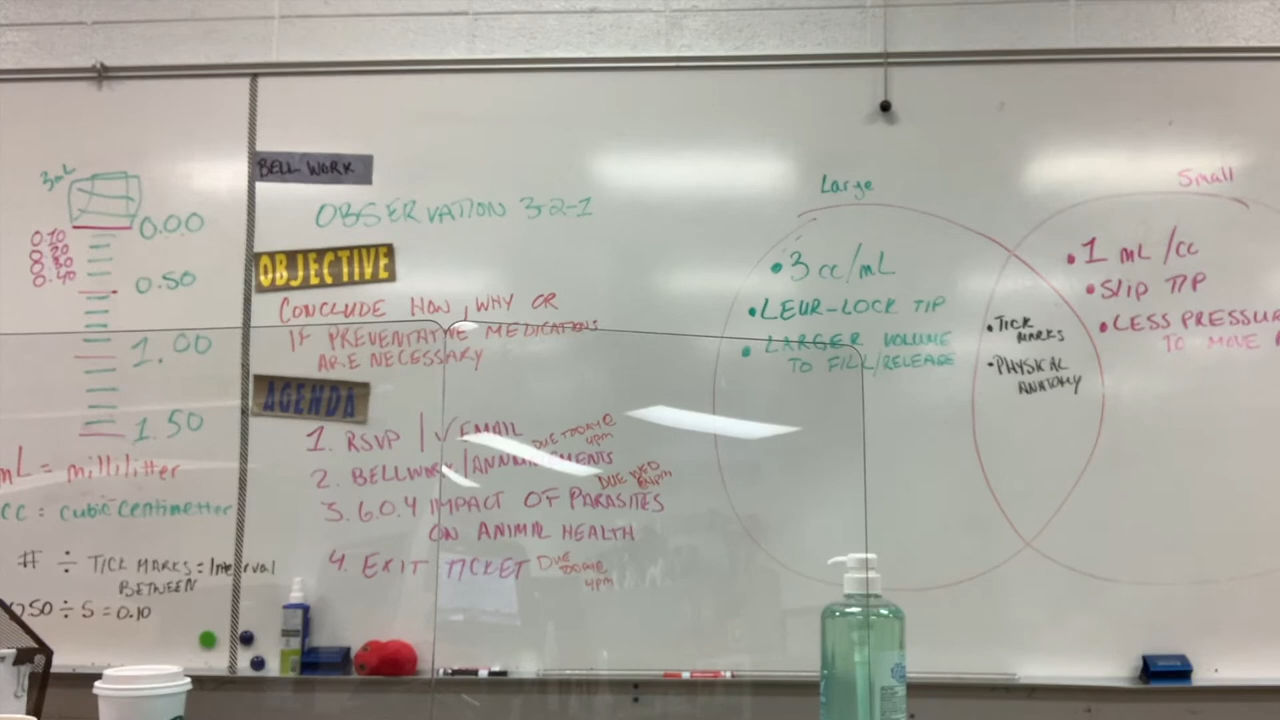 3mL
0.00
0.10
0.20
0.30
0.40
0.50
1.00
1.50
mL = millilitter
cc : cubic centimetter
# ÷ TICK MARKS = Interval
BETWEEN
0.50 ÷ 5 = 0.10
BELL WORK
OBSERVATION 3-2-1
OBJECTIVE
CONCLUDE HOW, WHY OR
IF PREVENTATIVE MEDICATIONS
ARE NECESSARY
AGENDA
1. RSVP / √ EMAIL DUE TODAY@
4pm
2. BELLWORK/ANNOUNCEMENTS
DUE WED
@4pm
3. 6.0.4 IMPACT OF PARASITES
ON ANIMAL HEALTH
4. EXIT TICKET DUE
TODAY@
4pm
Large
• 3 cc/mL
• LEUR-LOCK TIP
• LARGER VOLUME
TO FILL/RELEASE
• TICK
MARKS
• PHYSICAL
ANATOMY
Small
• 1 mL/cc
• Slip TIP
• LESS PRESSUR
TO MOVE